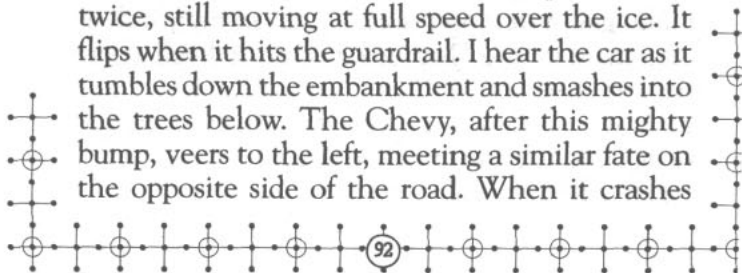 twice, still moving at full speed over the ice. It
flips when it hits the guardrail. I hear the car as it
tumbles down the embankment and smashes into
the trees below. The Chevy, after this mighty
bump, veers to the left, meeting a similar fate on
the opposite side of the road. When it crashes
92